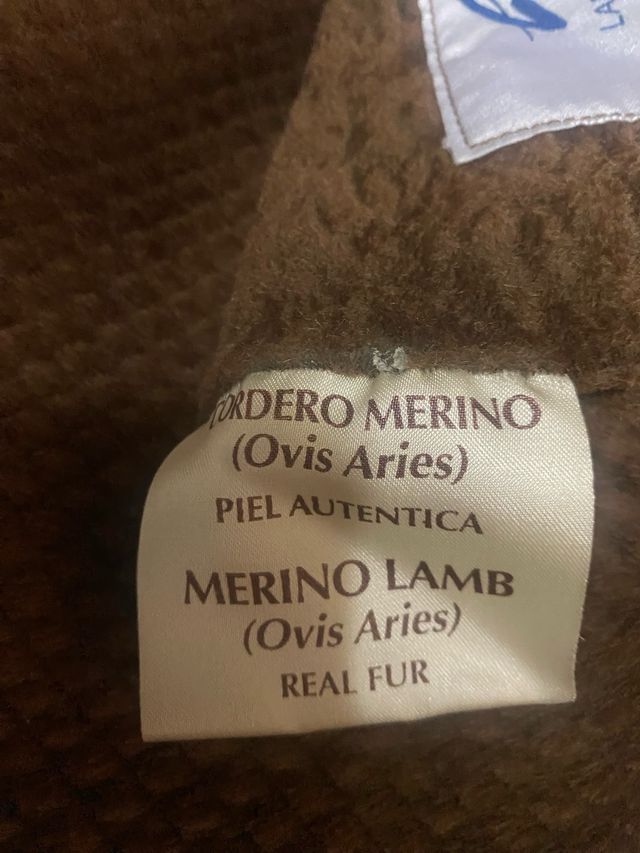 CORDERO MERINO
(Ovis Aries)
PIEL AUTENTICA
MERINO LAMB
(Ovis Aries)
REAL FUR